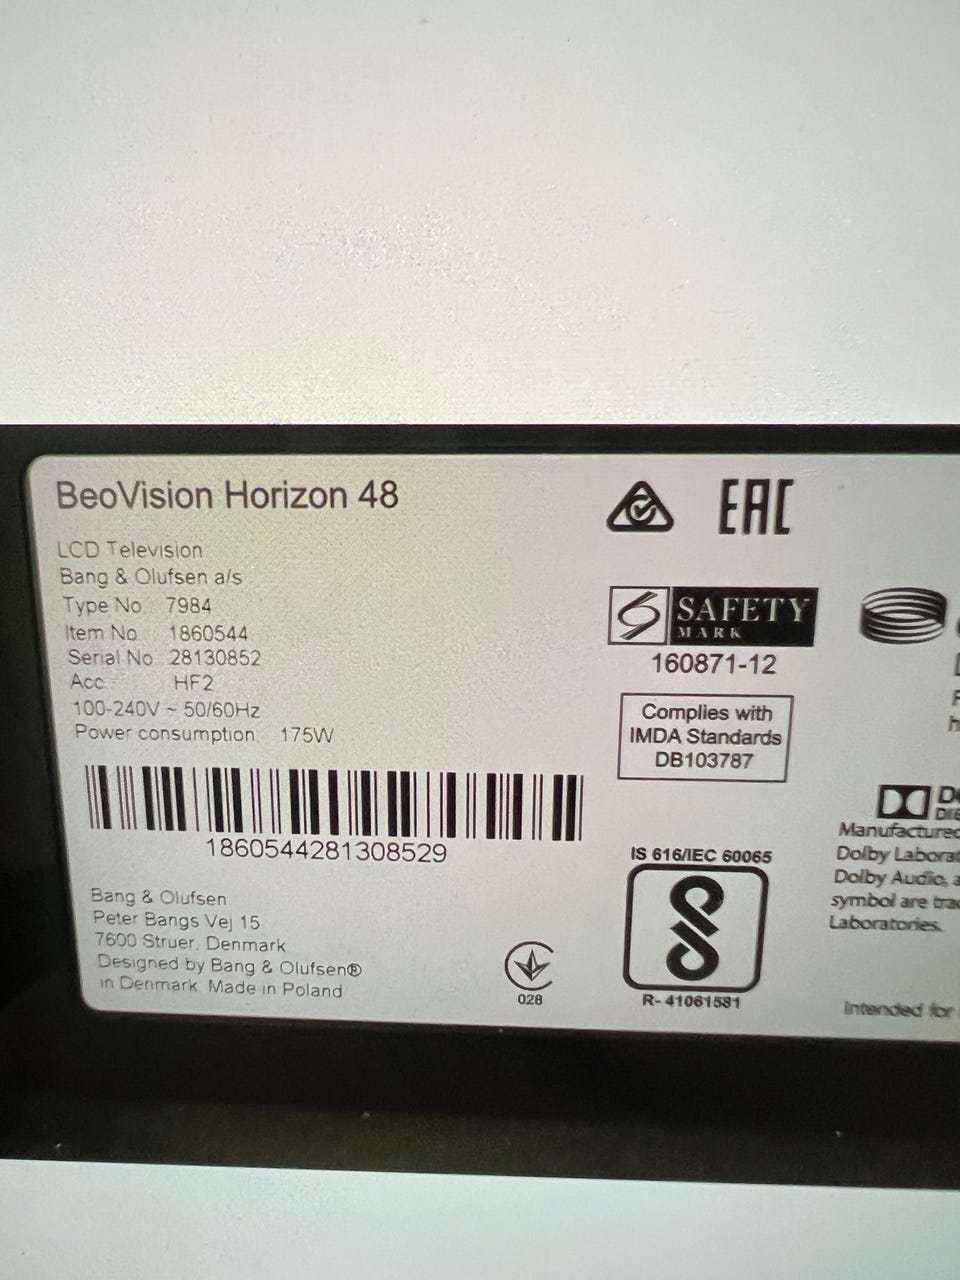 BeoVision Horizon 48
LCD Television
Bang & Olufsen a/s
Type No. 7984
Item No. 1860544
Serial No 28130852
Acc HF2
100-240V ~ 50/60Hz
Power consumption: 175W
1860544281308529
Bang & Olufsen
Peter Bangs Vej 15
7600 Struer, Denmark
Designed by Bang & Olufsen®
in Denmark. Made in Poland
028
EAC
SAFETY
MARK
160871-12
Complies with
IMDA Standards
DB103787
IS 616/IEC 60065
R- 41061581
Manufactured
Dolby
Dolby Audio,
symbol are
Laboratories.
Intended for